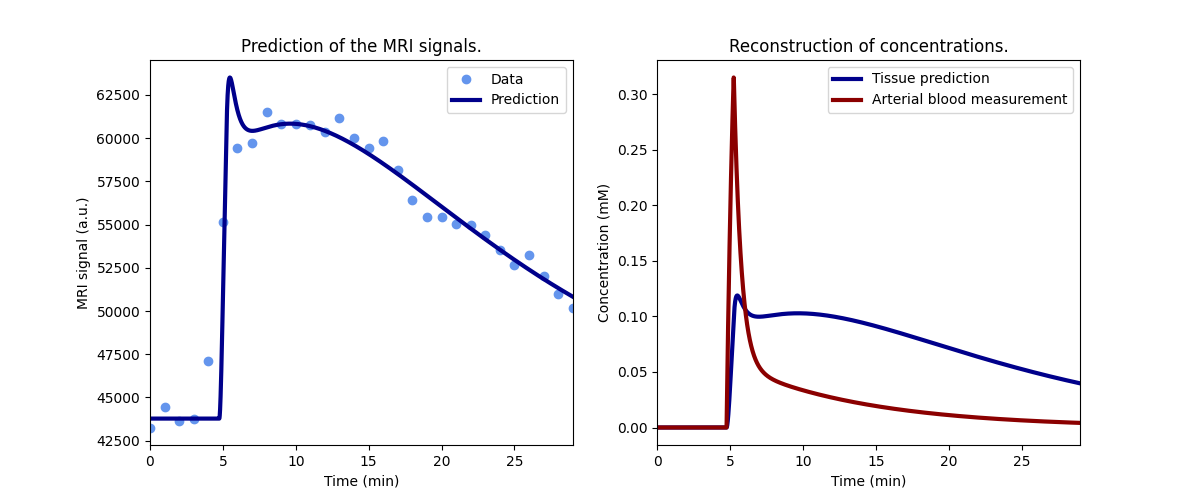 Prediction of the MRI signals.
Data
Prediction
62500
60000
57500
55000
52500
50000
47500
45000
42500
MRI signal (a.u.)
0
5
10
15
20
25
Time (min)
Reconstruction of concentrations.
Tissue prediction
Arterial blood measurement
0.30
0.25
0.20
0.15
0.10
0.05
0.00
Concentration (mM)
0
5
10
15
20
25
Time (min)